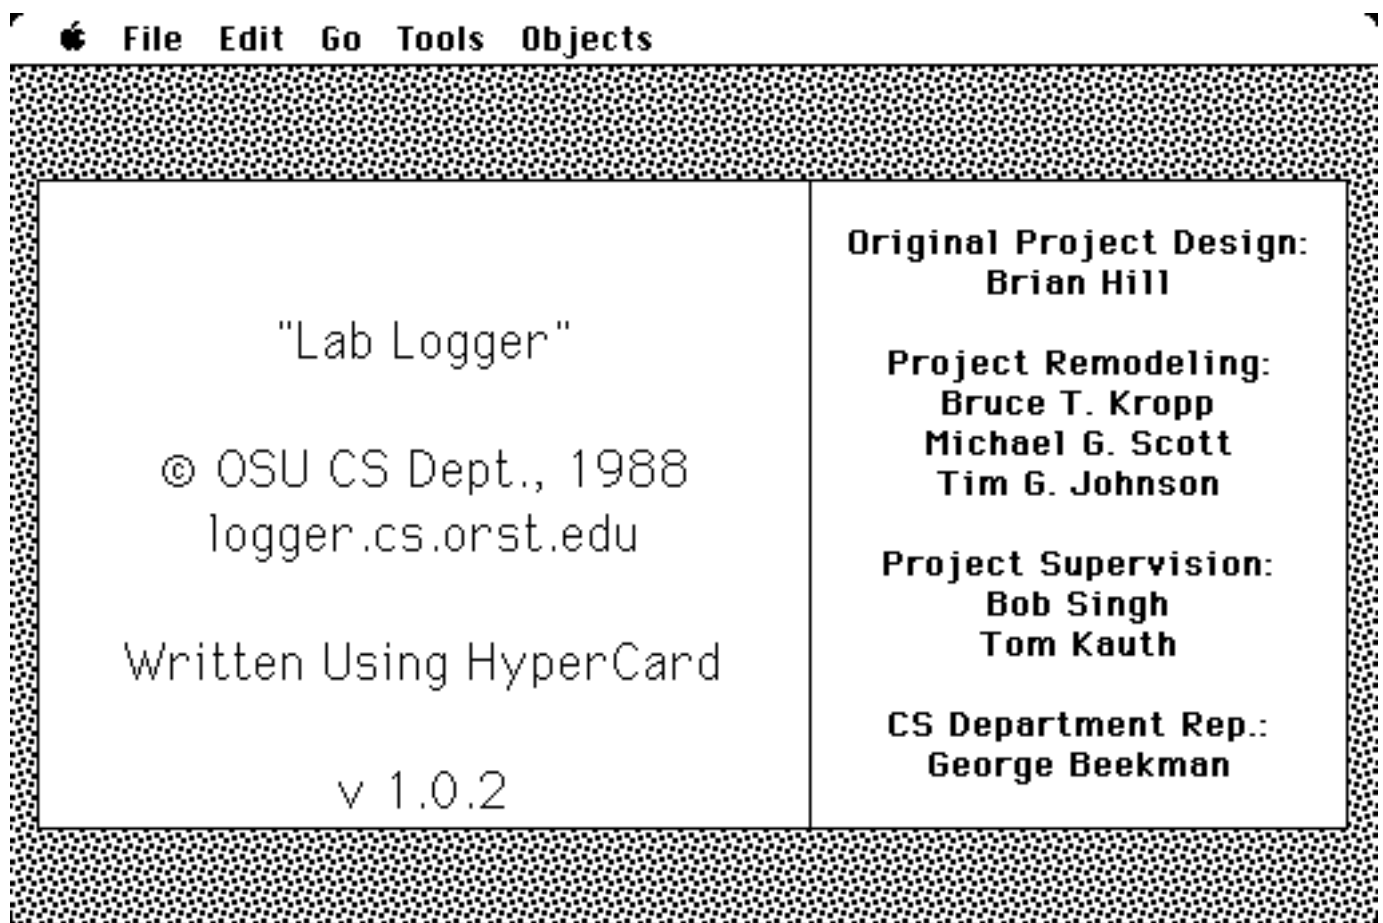 File Edit Go Tools Objects
"Lab Logger"
© OSU CS Dept., 1988
logger.cs.orst.edu
Written Using HyperCard
v 1.0.2
Original Project Design:
Brian Hill
Project Remodeling:
Bruce T. Kropp
Michael G. Scott
Tim G. Johnson
Project Supervision:
Bob Singh
Tom Kauth
CS Department Rep.:
George Beekman